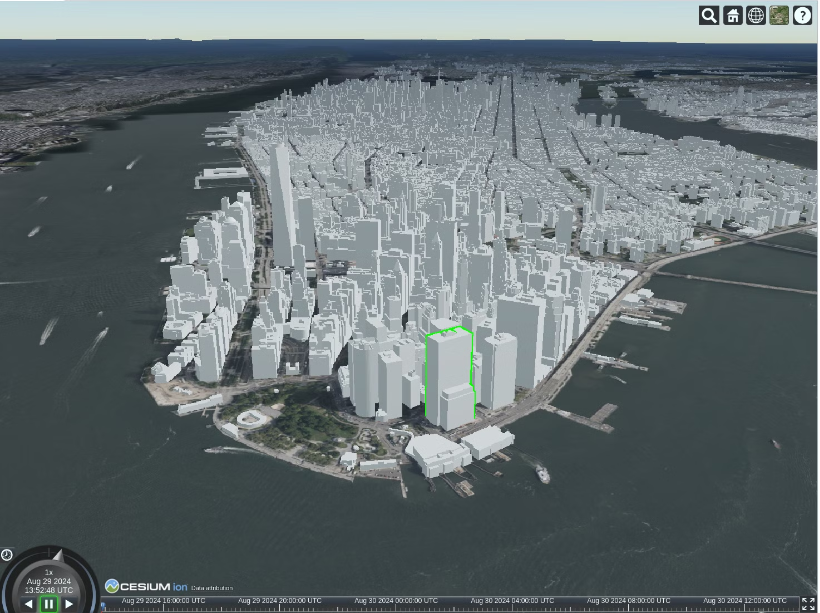 ?
1x
Aug 29 2024
13:52:48 UTC
CESIUM ion Data attribution
Aug 29 2024 16:00:00 UTC Aug 29 2024 20:00:00 UTC Aug 30 2024 00:00:00 UTC Aug 30 2024 04:00:00 UTC Aug 30 2024 08:00:00 UTC Aug 30 2024 12:00:00 UTC